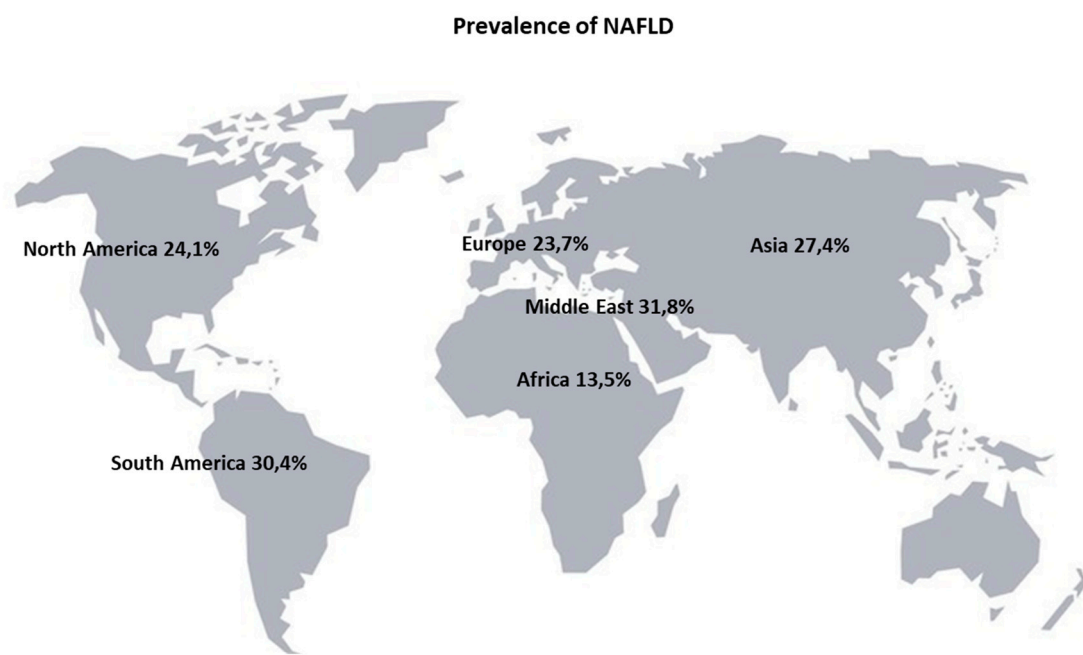 Prevalence of NAFLD
North America 24,1%
Europe 23,7%
Asia 27,4%
Middle East 31,8%
Africa 13,5%
South America 30,4%